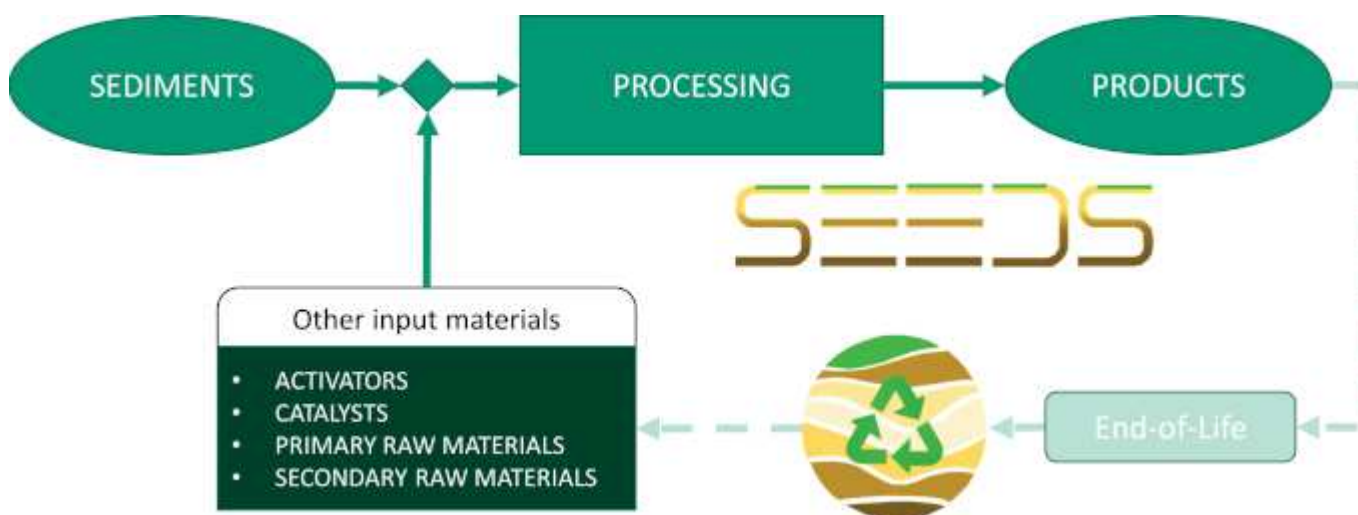 SEDIMENTS
PROCESSING
PRODUCTS
SEEDS
Other input materials
• ACTIVATORS
• CATALYSTS
• PRIMARY RAW MATERIALS
• SECONDARY RAW MATERIALS
End-of-Life